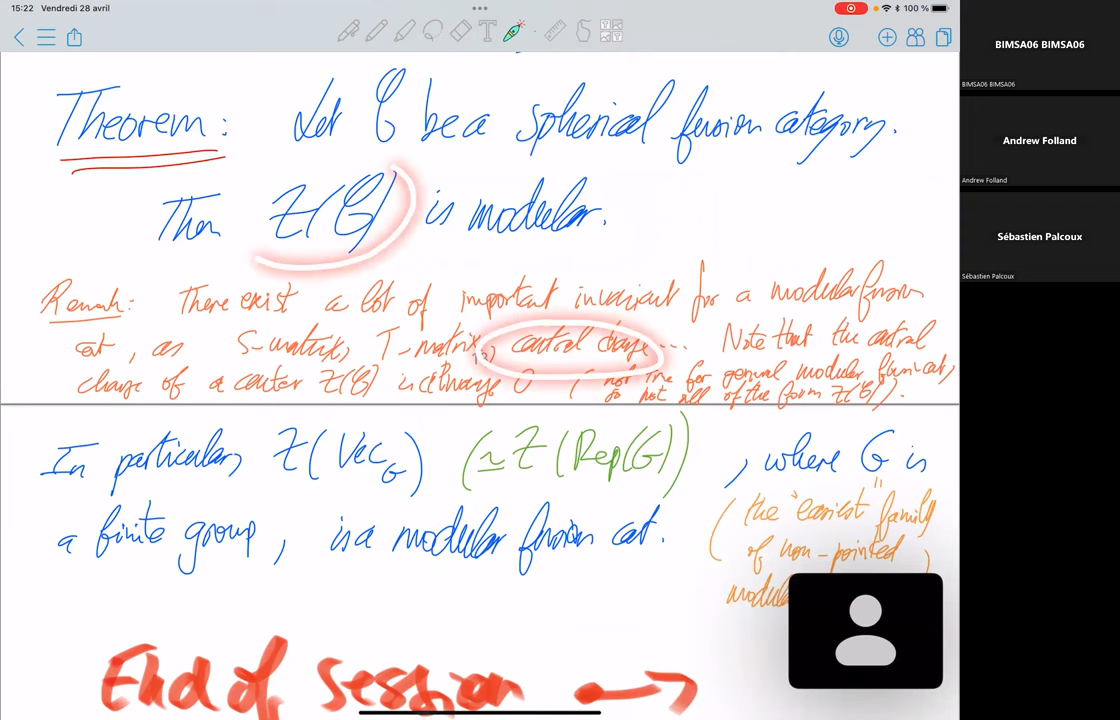 15:22 Vendredi 28 avril
100 %
Theorem: Let C be a spherical fusion category.
Then Z(C) is modular.
Remark: There exist a lot of important invariant for a modular fusion
cat, as S-matrix, T-matrix, central charge ... Note that the central
charge of a center Z(C) is always 0 (not true for general modular fusion cat,
so not all of the form Z(C)).
In particular, Z(Vec_G) (≃ Z(Rep(G))), where G is
a finite group, is a modular fusion cat.
(the "easiest" family
of non-pointed
End of session →
BIMSA06 BIMSA06
BIMSA06 BIMSA06
Andrew Folland
Andrew Folland
Sébastien Palcoux
Sébastien Palcoux